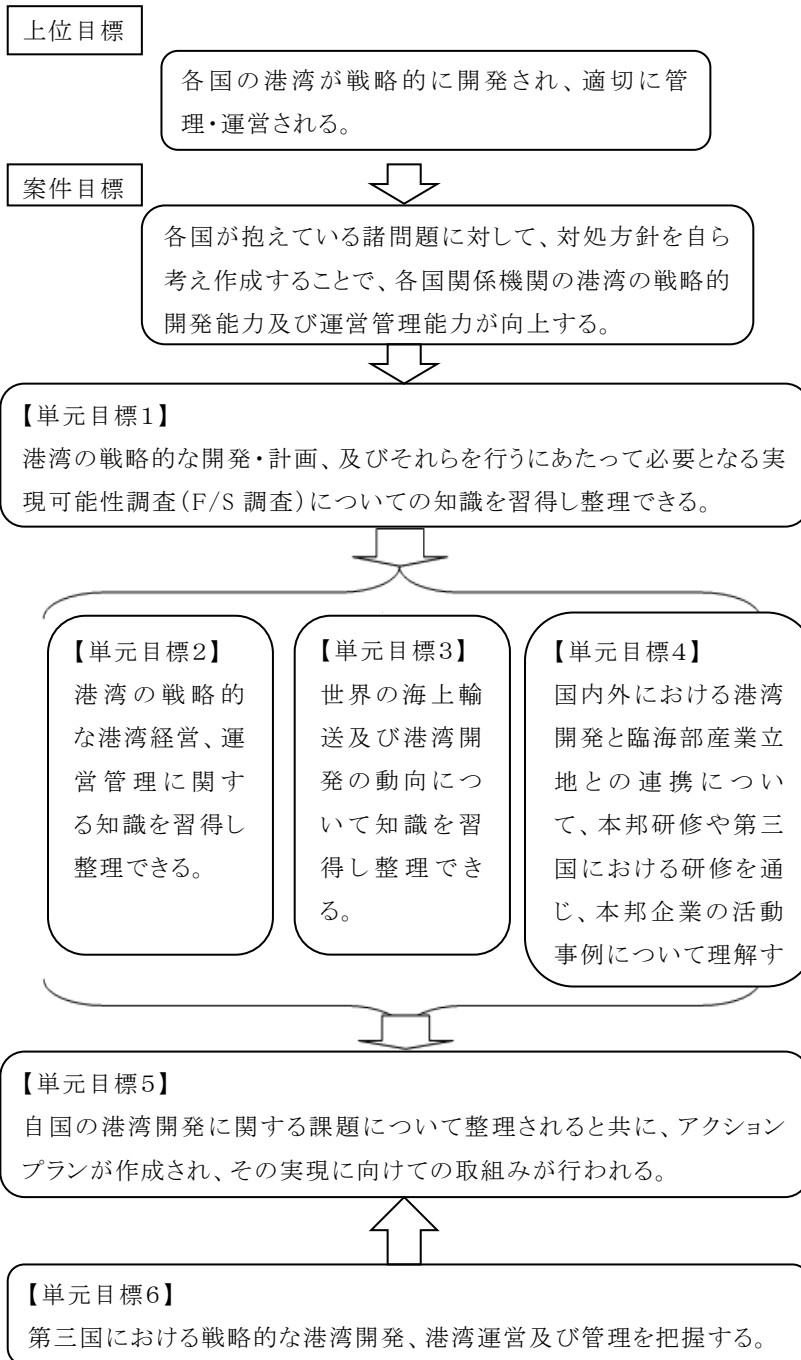 上位目標
各国の港湾が戦略的に開発され、適切に管
理・運営される。
案件目標
各国が抱えている諸問題に対して、対処方針を自ら
考え作成することで、各国関係機関の港湾の戦略的
開発能力及び運営管理能力が向上する。
【単元目標1】
港湾の戦略的な開発・計画、及びそれらを行うにあたって必要となる実
現可能性調査(F/S 調査)についての知識を習得し整理できる。
【単元目標2】
港湾の戦略的
な港湾経営、運
営管理に関す
る知識を習得し
整理できる。
【単元目標3】
世界の海上輸
送及び港湾開
発の動向につ
いて知識を習
得し整理でき
る。
【単元目標4】
国内外における港湾
開発と臨海部産業立
地との連携につい
て、本邦研修や第三
国における研修を通
じ、本邦企業の活動
事例について理解す
【単元目標5】
自国の港湾開発に関する課題について整理されると共に、アクション
プランが作成され、その実現に向けての取組みが行われる。
【単元目標6】
第三国における戦略的な港湾開発、港湾運営及び管理を把握する。